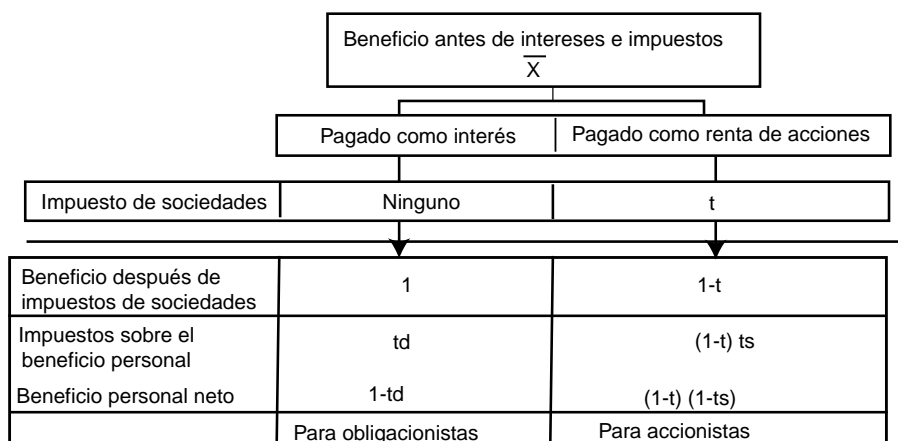 Beneficio antes de intereses e impuestos
X̅
Pagado como interés
Pagado como renta de acciones
Impuesto de sociedades
Ninguno
t
Beneficio después de
impuestos de sociedades
1
1-t
Impuestos sobre el
beneficio personal
td
(1-t) ts
Beneficio personal neto
1-td
(1-t) (1-ts)
Para obligacionistas
Para accionistas